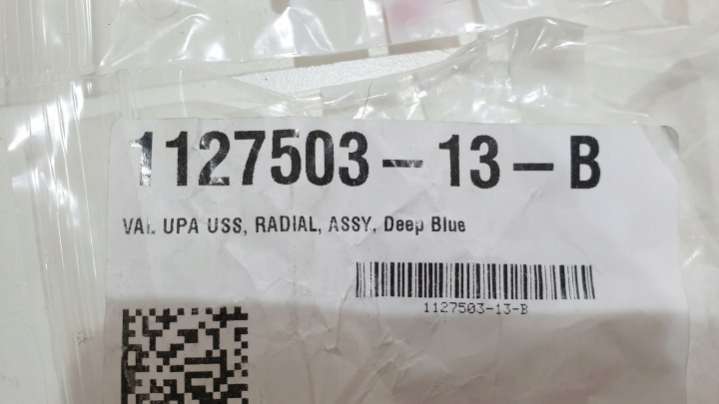 1127503-13-B
VAL UPA USS, RADIAL, ASSY, Deep Blue
1127503-13-B